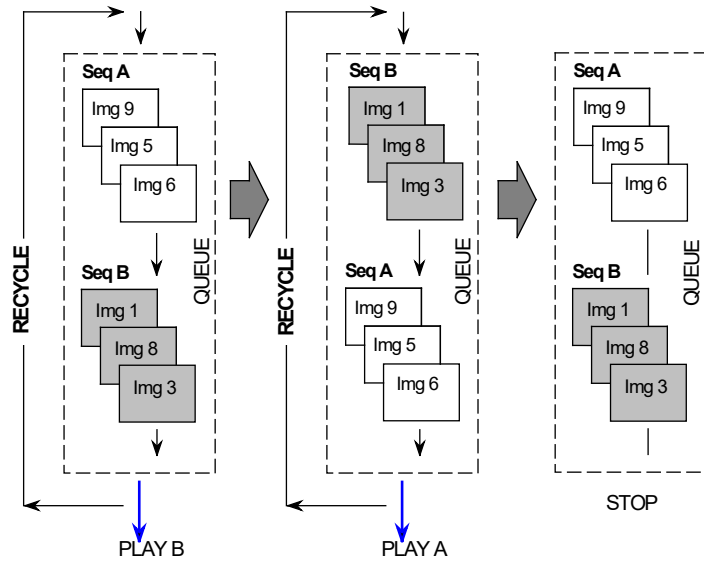 Seq A
Img 9
Img 5
Img 6
RECYCLE
QUEUE
Seq B
Img 1
Img 8
Img 3
PLAY B
Seq B
Img 1
Img 8
Img 3
RECYCLE
QUEUE
Seq A
Img 9
Img 5
Img 6
PLAY A
Seq A
Img 9
Img 5
Img 6
QUEUE
Seq B
Img 1
Img 8
Img 3
STOP